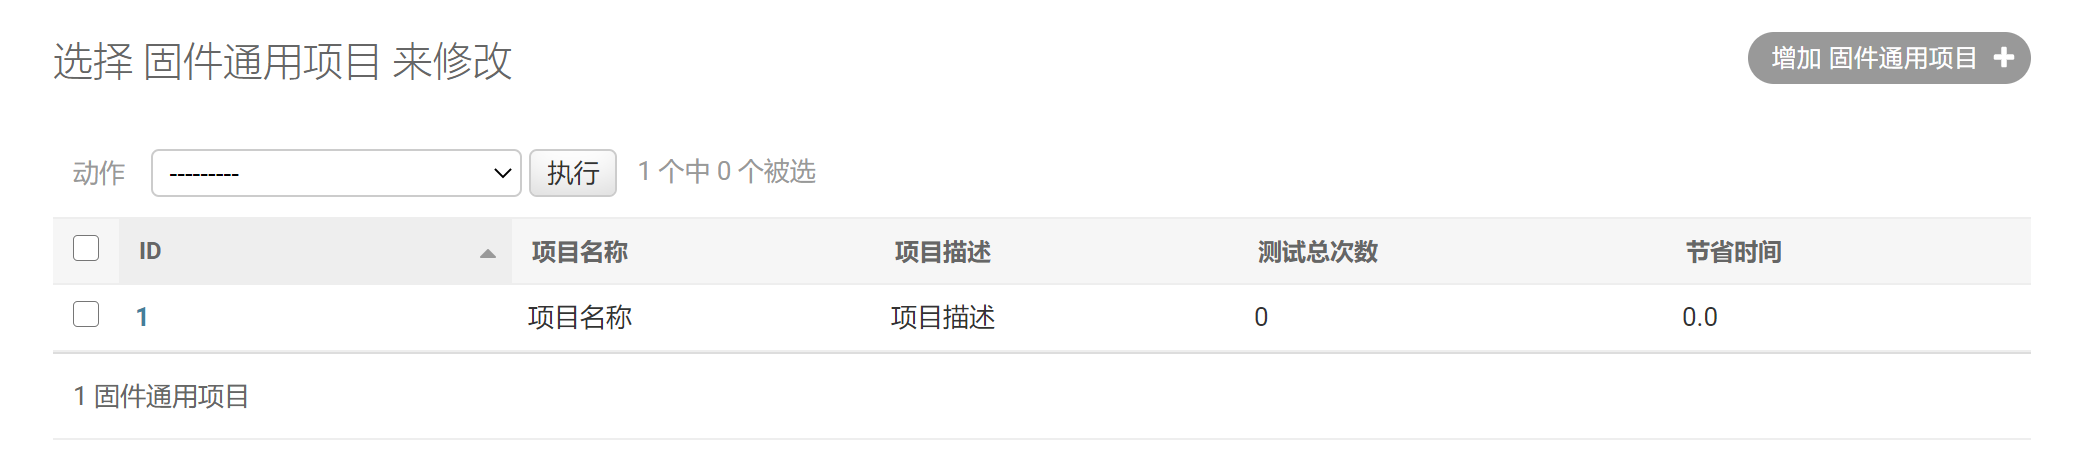 选择 固件通用项目 来修改
增加 固件通用项目 +
动作 --------- 执行 1 个中 0 个被选
ID 项目名称 项目描述 测试总次数 节省时间
1 项目名称 项目描述 0 0.0
1 固件通用项目